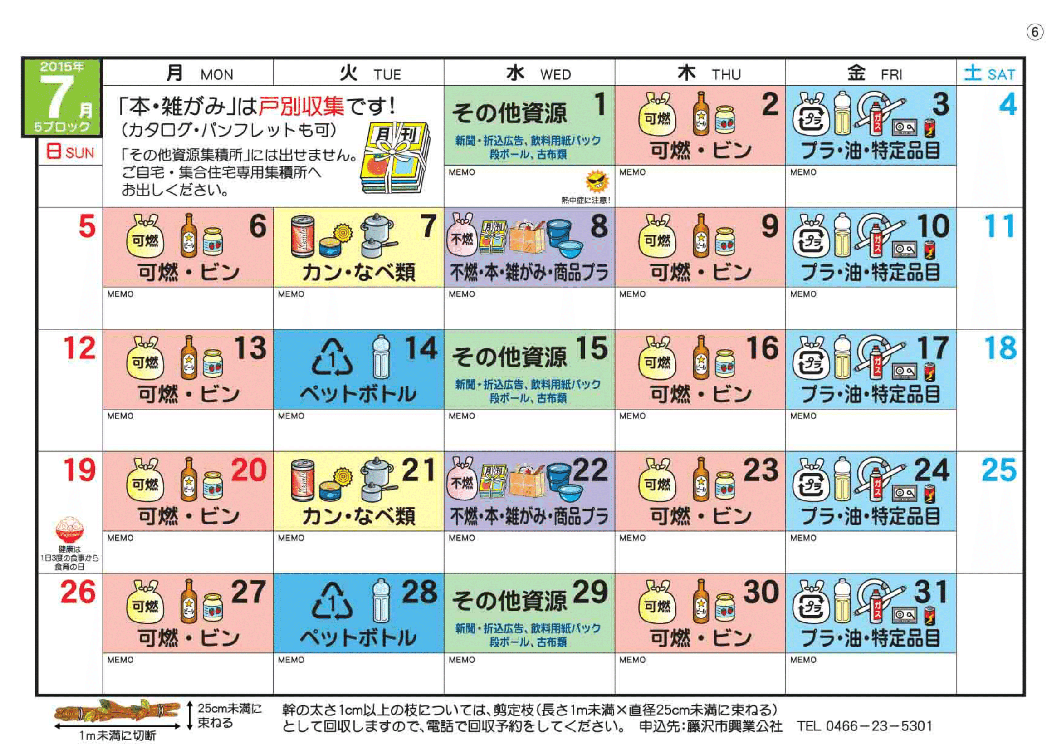 ⑥
2015年
7月
5ブロック
月 MON
火 TUE
水 WED
木 THU
金 FRI
土 SAT
日 SUN
「本・雑がみ」は戸別収集です!
(カタログ・パンフレットも可)
「その他資源集積所」には出せません。
ご自宅・集合住宅専用集積所へ
お出しください。
月刊
その他資源 1
新聞・折込広告、飲料用紙パック
段ボール、古布類
MEMO
熱中症に注意!
可燃 2
可燃・ビン
MEMO
プラ ガス 3
プラ・油・特定品目
MEMO
4
5
可燃 6
可燃・ビン
MEMO
7
カン・なべ類
MEMO
不燃 月刊 8
不燃・本・雑がみ・商品プラ
MEMO
可燃 9
可燃・ビン
MEMO
プラ ガス 10
プラ・油・特定品目
MEMO
11
12
可燃 13
可燃・ビン
MEMO
1 14
ペットボトル
MEMO
その他資源 15
新聞・折込広告、飲料用紙パック
段ボール、古布類
MEMO
可燃 16
可燃・ビン
MEMO
プラ ガス 17
プラ・油・特定品目
MEMO
18
19
健康は
1日3度の食事から
食育の日
可燃 20
可燃・ビン
MEMO
21
カン・なべ類
MEMO
不燃 月刊 22
不燃・本・雑がみ・商品プラ
MEMO
可燃 23
可燃・ビン
MEMO
プラ ガス 24
プラ・油・特定品目
MEMO
25
26
可燃 27
可燃・ビン
MEMO
1 28
ペットボトル
MEMO
その他資源 29
新聞・折込広告、飲料用紙パック
段ボール、古布類
MEMO
可燃 30
可燃・ビン
MEMO
プラ ガス 31
プラ・油・特定品目
MEMO
25cm未満に
束ねる
1m未満に切断
幹の太さ1cm以上の枝については、剪定枝(長さ1m未満×直径25cm未満に束ねる)
として回収しますので、電話で回収予約をしてください。 申込先:藤沢市興業公社 TEL 0466-23-5301